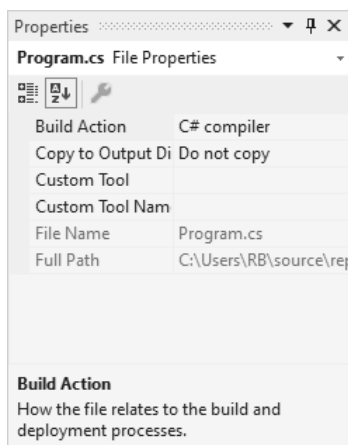 Properties
Program.cs File Properties
Build Action C# compiler
Copy to Output Di Do not copy
Custom Tool
Custom Tool Nam
File Name Program.cs
Full Path C:\Users\RB\source\rep
Build Action
How the file relates to the build and
deployment processes.